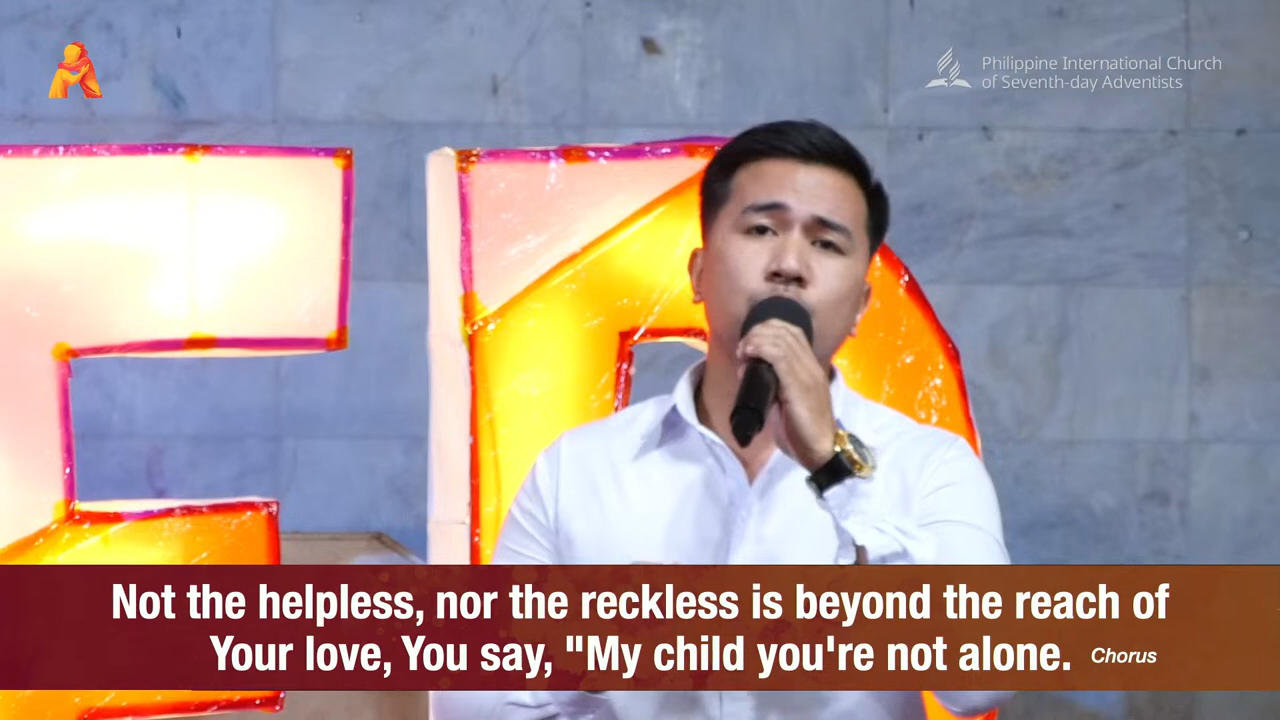 Philippine International Church
of Seventh-day Adventists
Not the helpless, nor the reckless is beyond the reach of
Your love, You say, "My child you're not alone.
Chorus